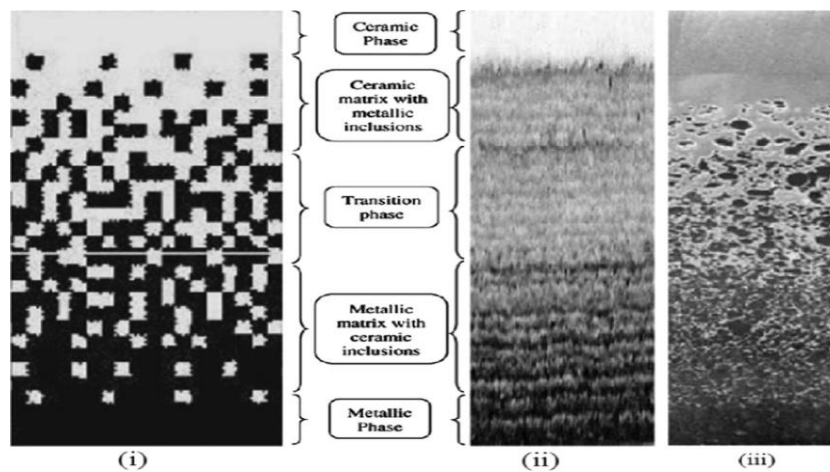 Ceramic
Phase
Ceramic
matrix with
metallic
inclusions
Transition
phase
Metallic
matrix with
ceramic
inclusions
Metallic
Phase
(i)
(ii)
(iii)